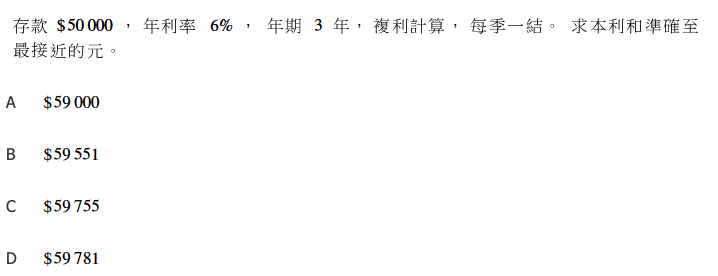 存款 $50 000 ， 年利率 6% ， 年期 3 年， 複利計算， 每季一結。 求本利和準確至
最接近的元。
A $59 000
B $59 551
C $59 755
D $59 781